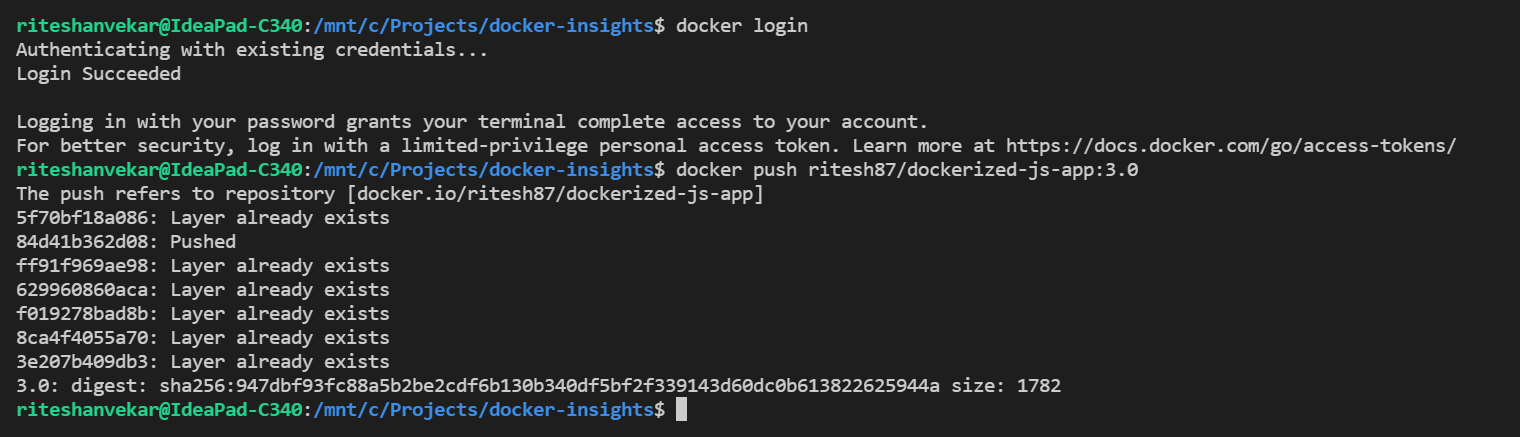 riteshanvekar@IdeaPad-C340:/mnt/c/Projects/docker-insights$ docker login
Authenticating with existing credentials...
Login Succeeded
Logging in with your password grants your terminal complete access to your account.
For better security, log in with a limited-privilege personal access token. Learn more at https://docs.docker.com/go/access-tokens/
riteshanvekar@IdeaPad-C340:/mnt/c/Projects/docker-insights$ docker push ritesh87/dockerized-js-app:3.0
The push refers to repository [docker.io/ritesh87/dockerized-js-app]
5f70bf18a086: Layer already exists
84d41b362d08: Pushed
ff91f969ae98: Layer already exists
629960860aca: Layer already exists
f019278bad8b: Layer already exists
8ca4f4055a70: Layer already exists
3e207b409db3: Layer already exists
3.0: digest: sha256:947dbf93fc88a5b2be2cdf6b130b340df5bf2f339143d60dc0b613822625944a size: 1782
riteshanvekar@IdeaPad-C340:/mnt/c/Projects/docker-insights$